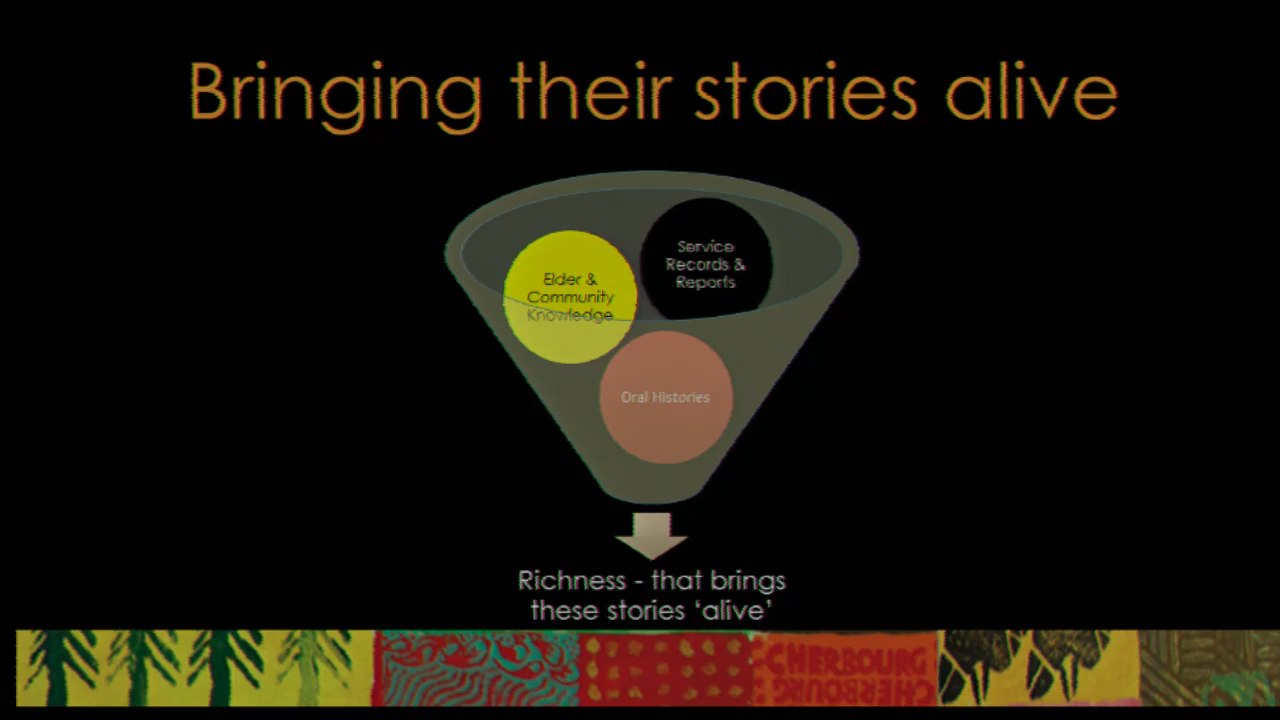 Bringing their stories alive
Service
Records &
Reports
Elder &
Community
Knowledge
Oral Histories
Richness - that brings
these stories ‘alive’
CHERBOURG
CHERBOURG